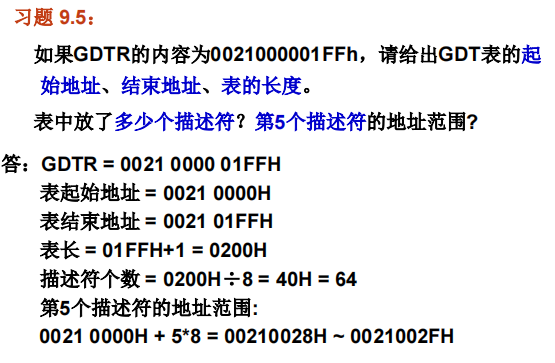 习题 9.5：
如果GDTR的内容为0021000001FFh，请给出GDT表的起
始地址、结束地址、表的长度。
表中放了多少个描述符？第5个描述符的地址范围?
答：GDTR = 0021 0000 01FFH
表起始地址 = 0021 0000H
表结束地址 = 0021 01FFH
表长 = 01FFH+1 = 0200H
描述符个数 = 0200H÷8 = 40H = 64
第5个描述符的地址范围:
0021 0000H + 5*8 = 00210028H ~ 0021002FH